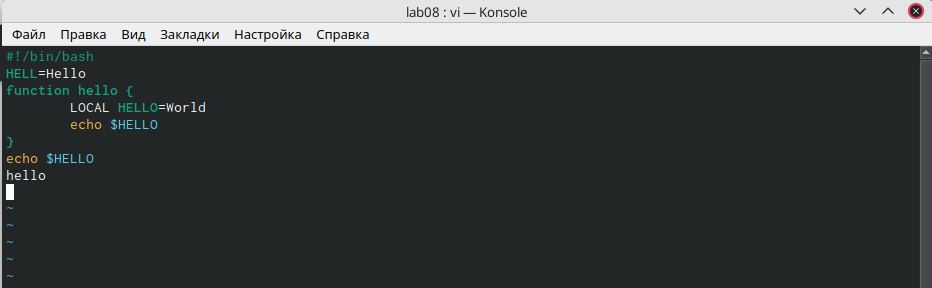 lab08 : vi — Konsole
Файл Правка Вид Закладки Настройка Справка
#!/bin/bash
HELL=Hello
function hello {
        LOCAL HELLO=World
        echo $HELLO
}
echo $HELLO
hello
~
~
~
~
~